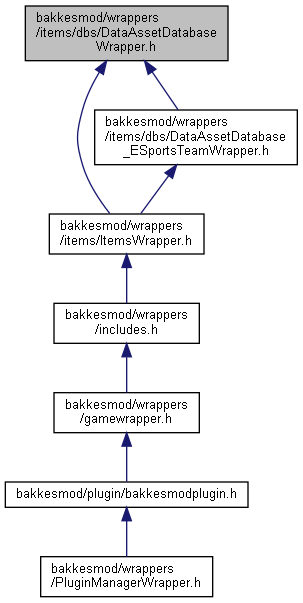 bakkesmod/wrappers
/items/dbs/DataAssetDatabase
Wrapper.h
bakkesmod/wrappers
/items/dbs/DataAssetDatabase
_ESportsTeamWrapper.h
bakkesmod/wrappers
/items/ItemsWrapper.h
bakkesmod/wrappers
/includes.h
bakkesmod/wrappers
/gamewrapper.h
bakkesmod/plugin/bakkesmodplugin.h
bakkesmod/wrappers
/PluginManagerWrapper.h